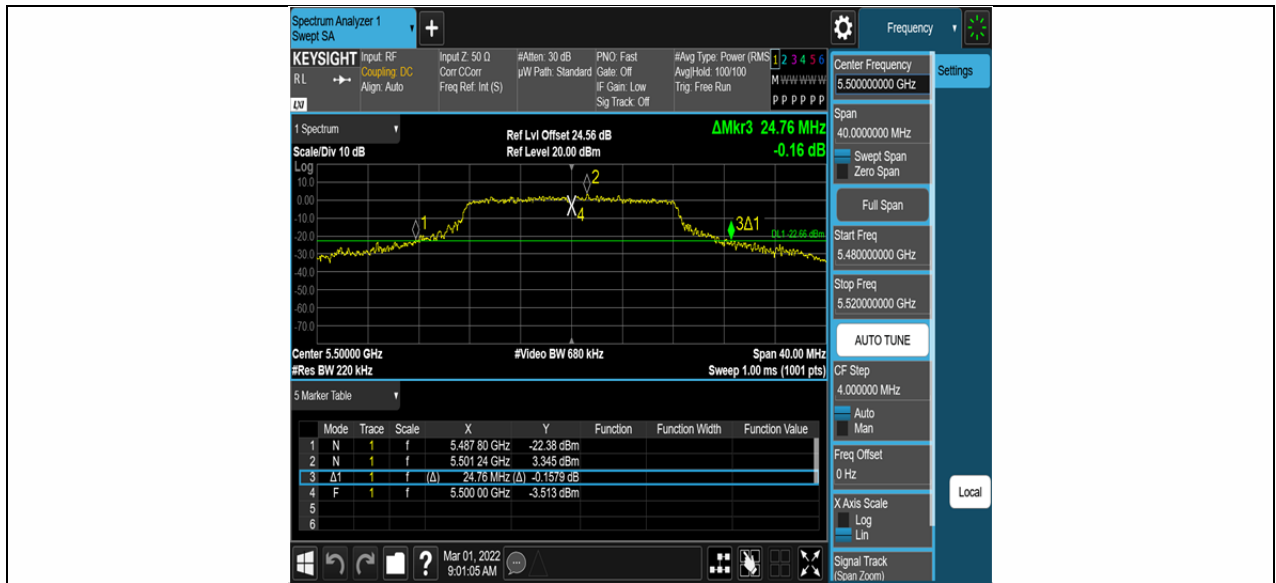 Spectrum Analyzer 1
Swept SA
+
Frequency
KEYSIGHT
RL
LXI
Input: RF
Coupling: DC
Align: Auto
Input Z: 50 Ω
Corr CCorr
Freq Ref: Int (S)
#Atten: 30 dB
µW Path: Standard
PNO: Fast
Gate: Off
IF Gain: Low
Sig Track: Off
#Avg Type: Power (RMS
Avg|Hold: 100/100
Trig: Free Run
1 2 3 4 5 6
M W W W W W
P P P P P P
1 Spectrum
Scale/Div 10 dB
Ref Lvl Offset 24.56 dB
Ref Level 20.00 dBm
ΔMkr3 24.76 MHz
-0.16 dB
Log
10.0
0.00
-10.0
-20.0
-30.0
-40.0
-50.0
-60.0
-70.0
1
2
4
3Δ1
DL1 -22.66 dBm
Center 5.50000 GHz
#Video BW 680 kHz
Span 40.00 MHz
#Res BW 220 kHz
Sweep 1.00 ms (1001 pts)
5 Marker Table
Mode Trace Scale X Y Function Function Width Function Value
1 N 1 f 5.487 80 GHz -22.38 dBm
2 N 1 f 5.501 24 GHz 3.345 dBm
3 Δ1 1 f (Δ) 24.76 MHz (Δ) -0.1579 dB
4 F 1 f 5.500 00 GHz -3.513 dBm
5
6
?
Mar 01, 2022
9:01:05 AM
Center Frequency
5.500000000 GHz
Span
40.0000000 MHz
Swept Span
Zero Span
Full Span
Start Freq
5.480000000 GHz
Stop Freq
5.520000000 GHz
AUTO TUNE
CF Step
4.000000 MHz
Auto
Man
Freq Offset
0 Hz
X Axis Scale
Log
Lin
Signal Track
(Span Zoom)
Settings
Local